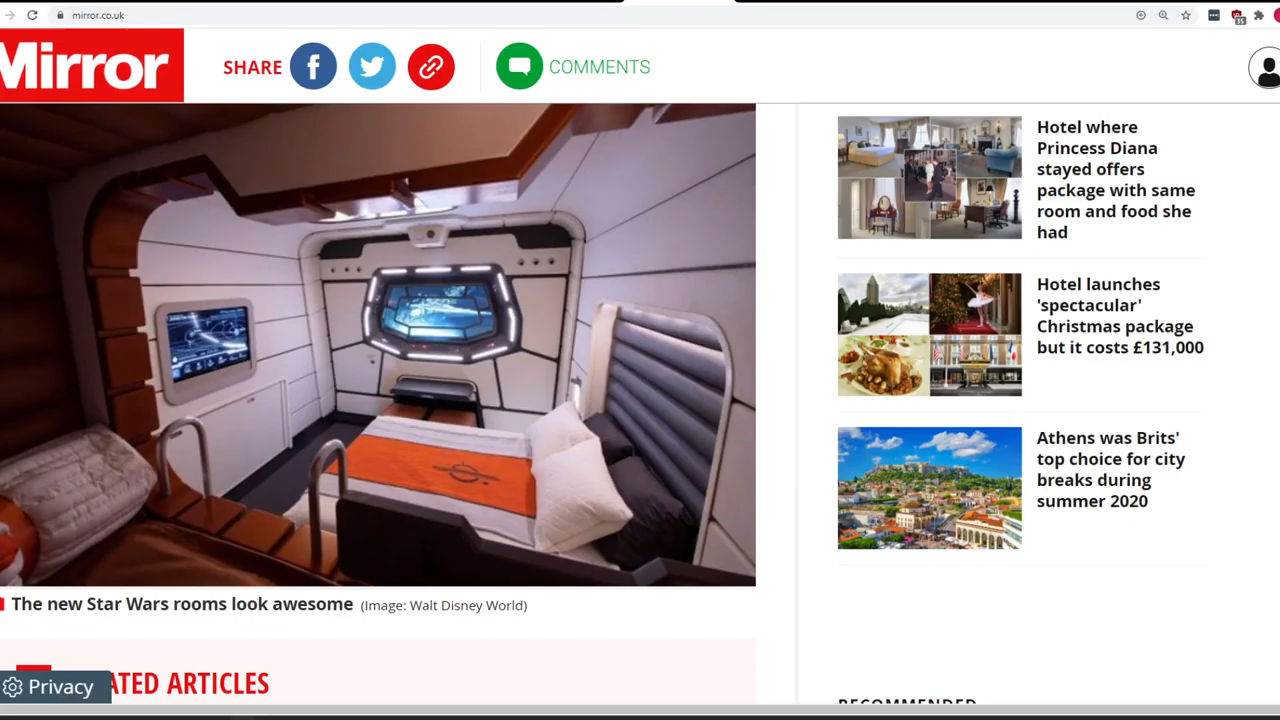 mirror.co.uk
35
Mirror
SHARE
COMMENTS
The new Star Wars rooms look awesome (Image: Walt Disney World)
ATED ARTICLES
Privacy
Hotel where
Princess Diana
stayed offers
package with same
room and food she
had
Hotel launches
'spectacular'
Christmas package
but it costs £131,000
Athens was Brits'
top choice for city
breaks during
summer 2020
RECOMMENDED